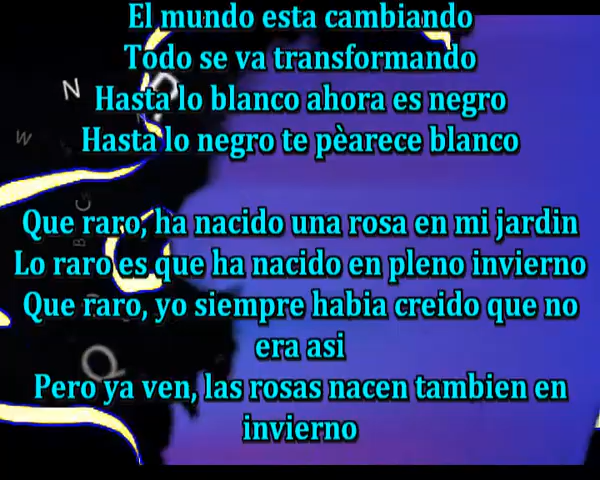 El mundo esta cambiando
Todo se va transformando
Hasta lo blanco ahora es negro
Hasta lo negro te pèarece blanco
Que raro, ha nacido una rosa en mi jardin
Lo raro es que ha nacido en pleno invierno
Que raro, yo siempre habia creido que no
era asi
Pero ya ven, las rosas nacen tambien en
invierno
N
W
C
B
Q